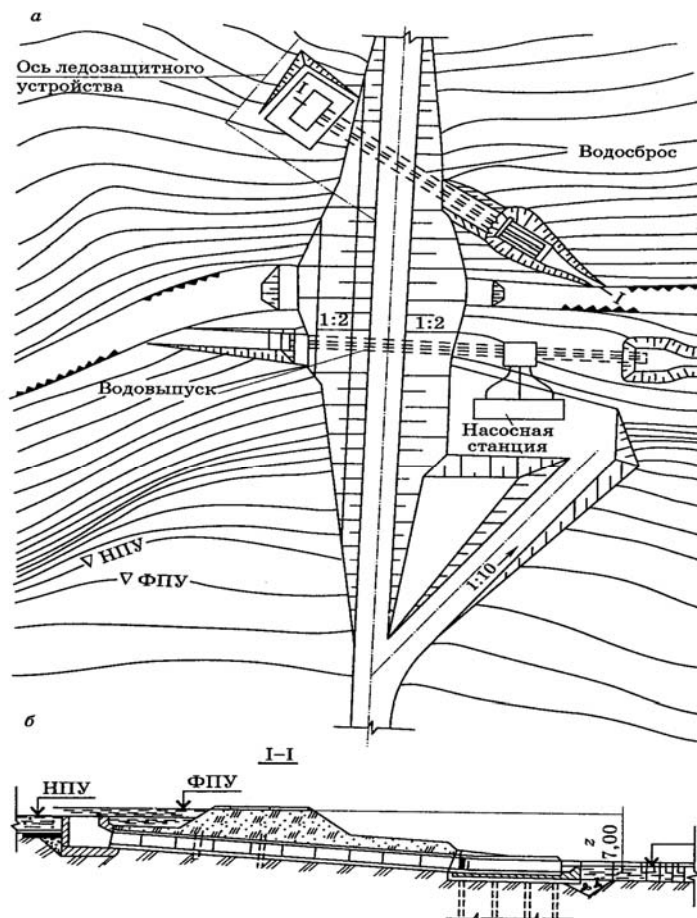 а
Ось ледозащитного
устройства
I
Водосброс
I
1:2
1:2
Водовыпуск
Насосная
станция
∇ НПУ
∇ ФПУ
1:10
б
I–I
НПУ
ФПУ
z
7,00